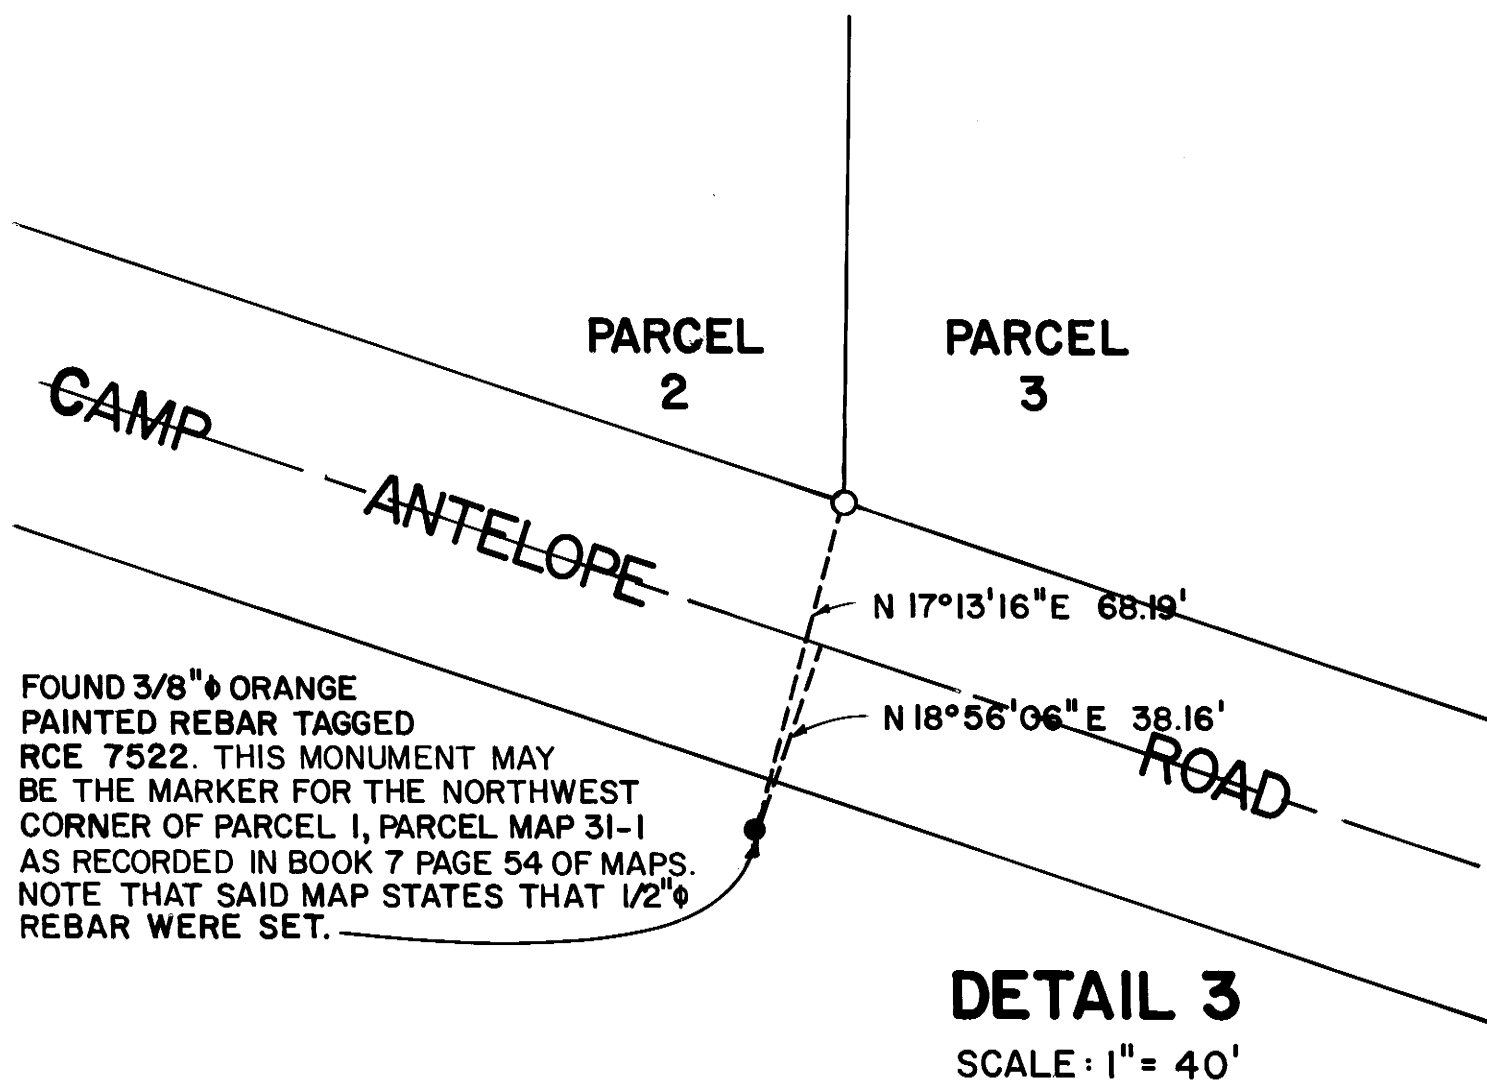 PARCEL
2
PARCEL
3
CAMP ANTELOPE ROAD
N 17°13'16"E 68.19'
N 18°56'06"E 38.16'
FOUND 3/8"ϕ ORANGE
PAINTED REBAR TAGGED
RCE 7522. THIS MONUMENT MAY
BE THE MARKER FOR THE NORTHWEST
CORNER OF PARCEL 1, PARCEL MAP 31-1
AS RECORDED IN BOOK 7 PAGE 54 OF MAPS.
NOTE THAT SAID MAP STATES THAT 1/2"ϕ
REBAR WERE SET.
DETAIL 3
SCALE: 1"= 40'